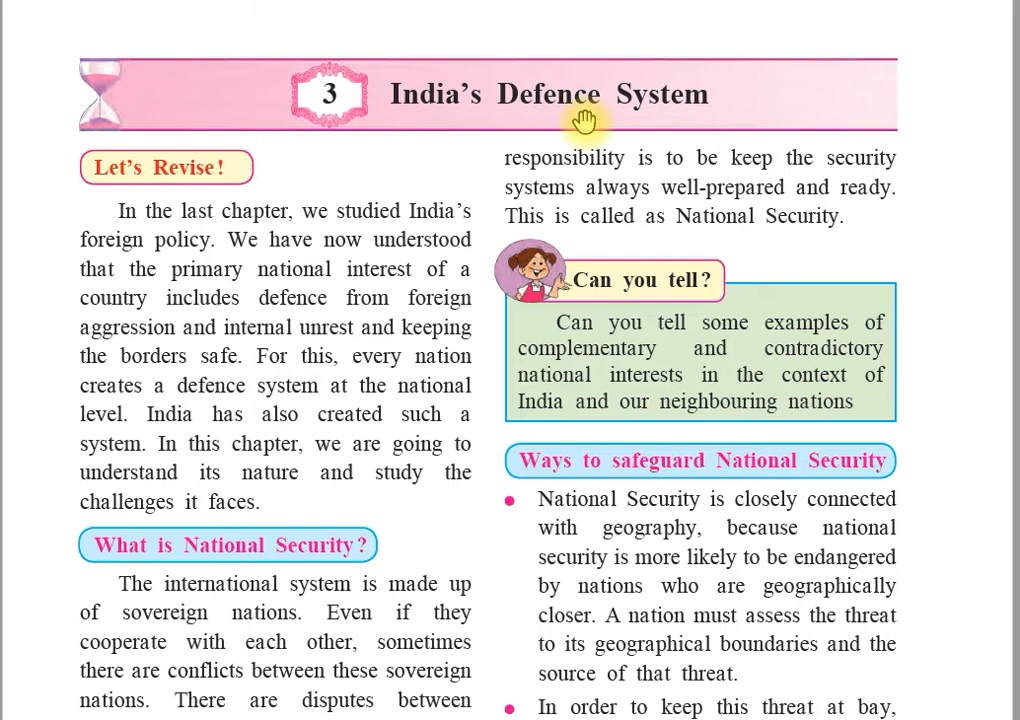 3 India's Defence System
Let's Revise!
In the last chapter, we studied India's
foreign policy. We have now understood
that the primary national interest of a
country includes defence from foreign
aggression and internal unrest and keeping
the borders safe. For this, every nation
creates a defence system at the national
level. India has also created such a
system. In this chapter, we are going to
understand its nature and study the
challenges it faces.
What is National Security?
The international system is made up
of sovereign nations. Even if they
cooperate with each other, sometimes
there are conflicts between these sovereign
nations. There are disputes between
responsibility is to be keep the security
systems always well-prepared and ready.
This is called as National Security.
Can you tell?
Can you tell some examples of
complementary and contradictory
national interests in the context of
India and our neighbouring nations
Ways to safeguard National Security
• National Security is closely connected
with geography, because national
security is more likely to be endangered
by nations who are geographically
closer. A nation must assess the threat
to its geographical boundaries and the
source of that threat.
• In order to keep this threat at bay,